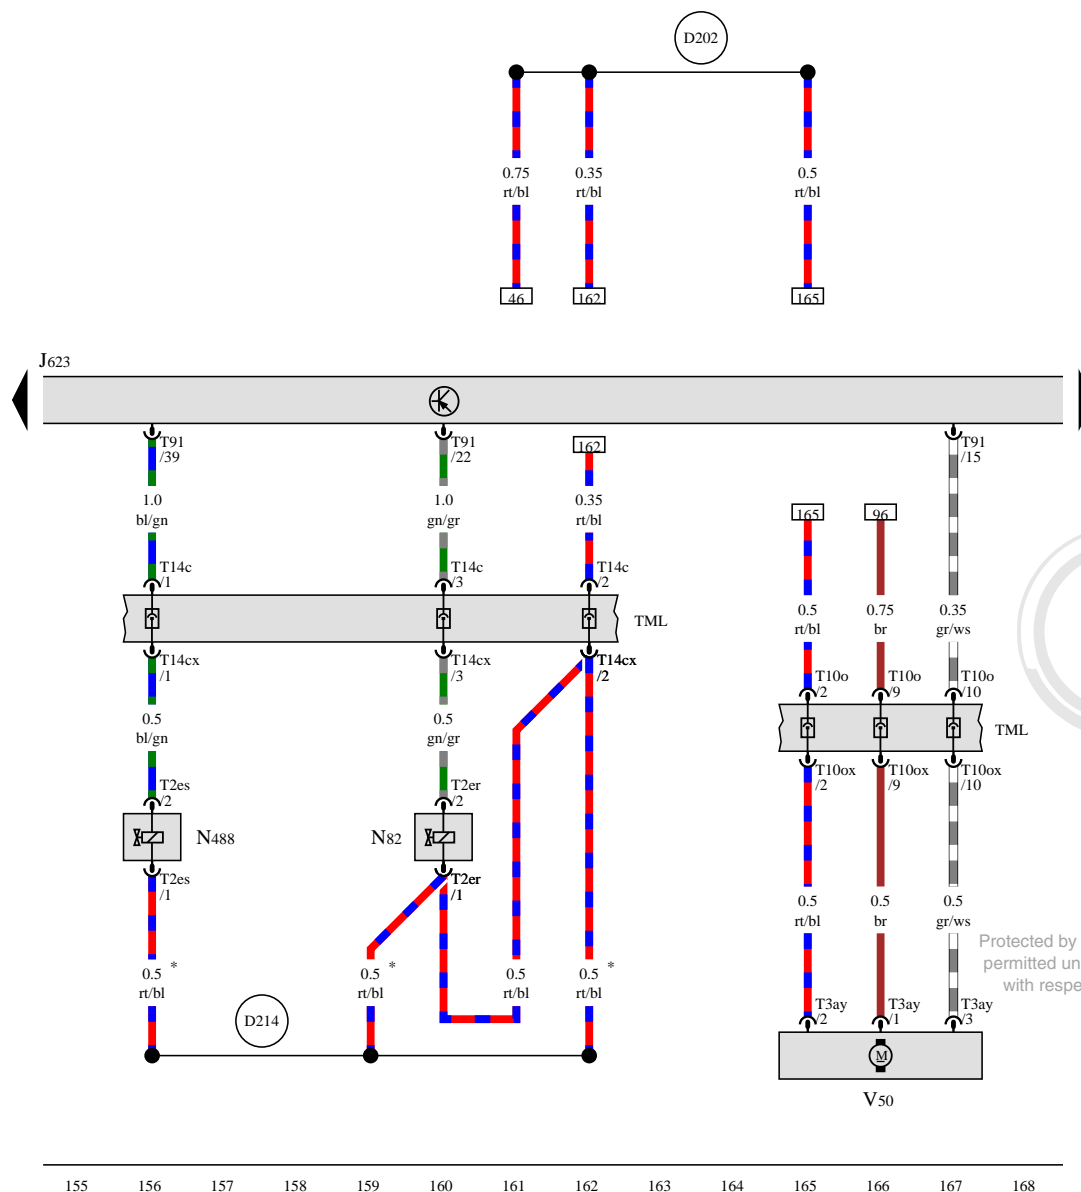 D202
0.75 0.35 0.5
rt/bl rt/bl rt/bl
46 162 165
J623
T91 T91 162 T91
/39 /22 /15
1.0 1.0 0.35 165 96
bl/gn gn/gr rt/bl
T14c T14c T14c
/1 /3 /2
0.5 0.75 0.35
TML
rt/bl br gr/ws
T14cx T14cx T14cx
/1 /3 /2
T10o T10o T10o
/2 /9 /10
0.5 0.5
bl/gn gn/gr
TML
T10ox T10ox T10ox
/2 /9 /10
T2es T2er
/2 /2
N488 N82
T2es T2er
/1 /1
0.5 0.5 0.5
rt/bl br gr/ws
Protected by
permitted un
with respe
0.5 * 0.5 * 0.5 0.5 *
rt/bl rt/bl rt/bl rt/bl
T3ay T3ay T3ay
/2 /1 /3
D214
M
V50
155 156 157 158 159 160 161 162 163 164 165 166 167 168